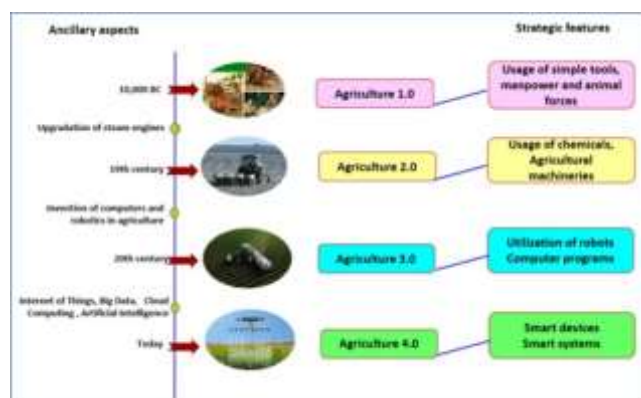 Ancillary aspects
Strategic features
10,000 BC
Agriculture 1.0
Usage of simple tools,
manpower and animal
forces
Upgradation of steam engines
19th century
Agriculture 2.0
Usage of chemicals,
Agricultural
machineries
Invention of computers and
robotics in agriculture
20th century
Agriculture 3.0
Utilization of robots
Computer programs
Internet of Things, Big Data, Cloud
Computing , Artificial Intelligence
Today
Agriculture 4.0
Smart devices
Smart systems